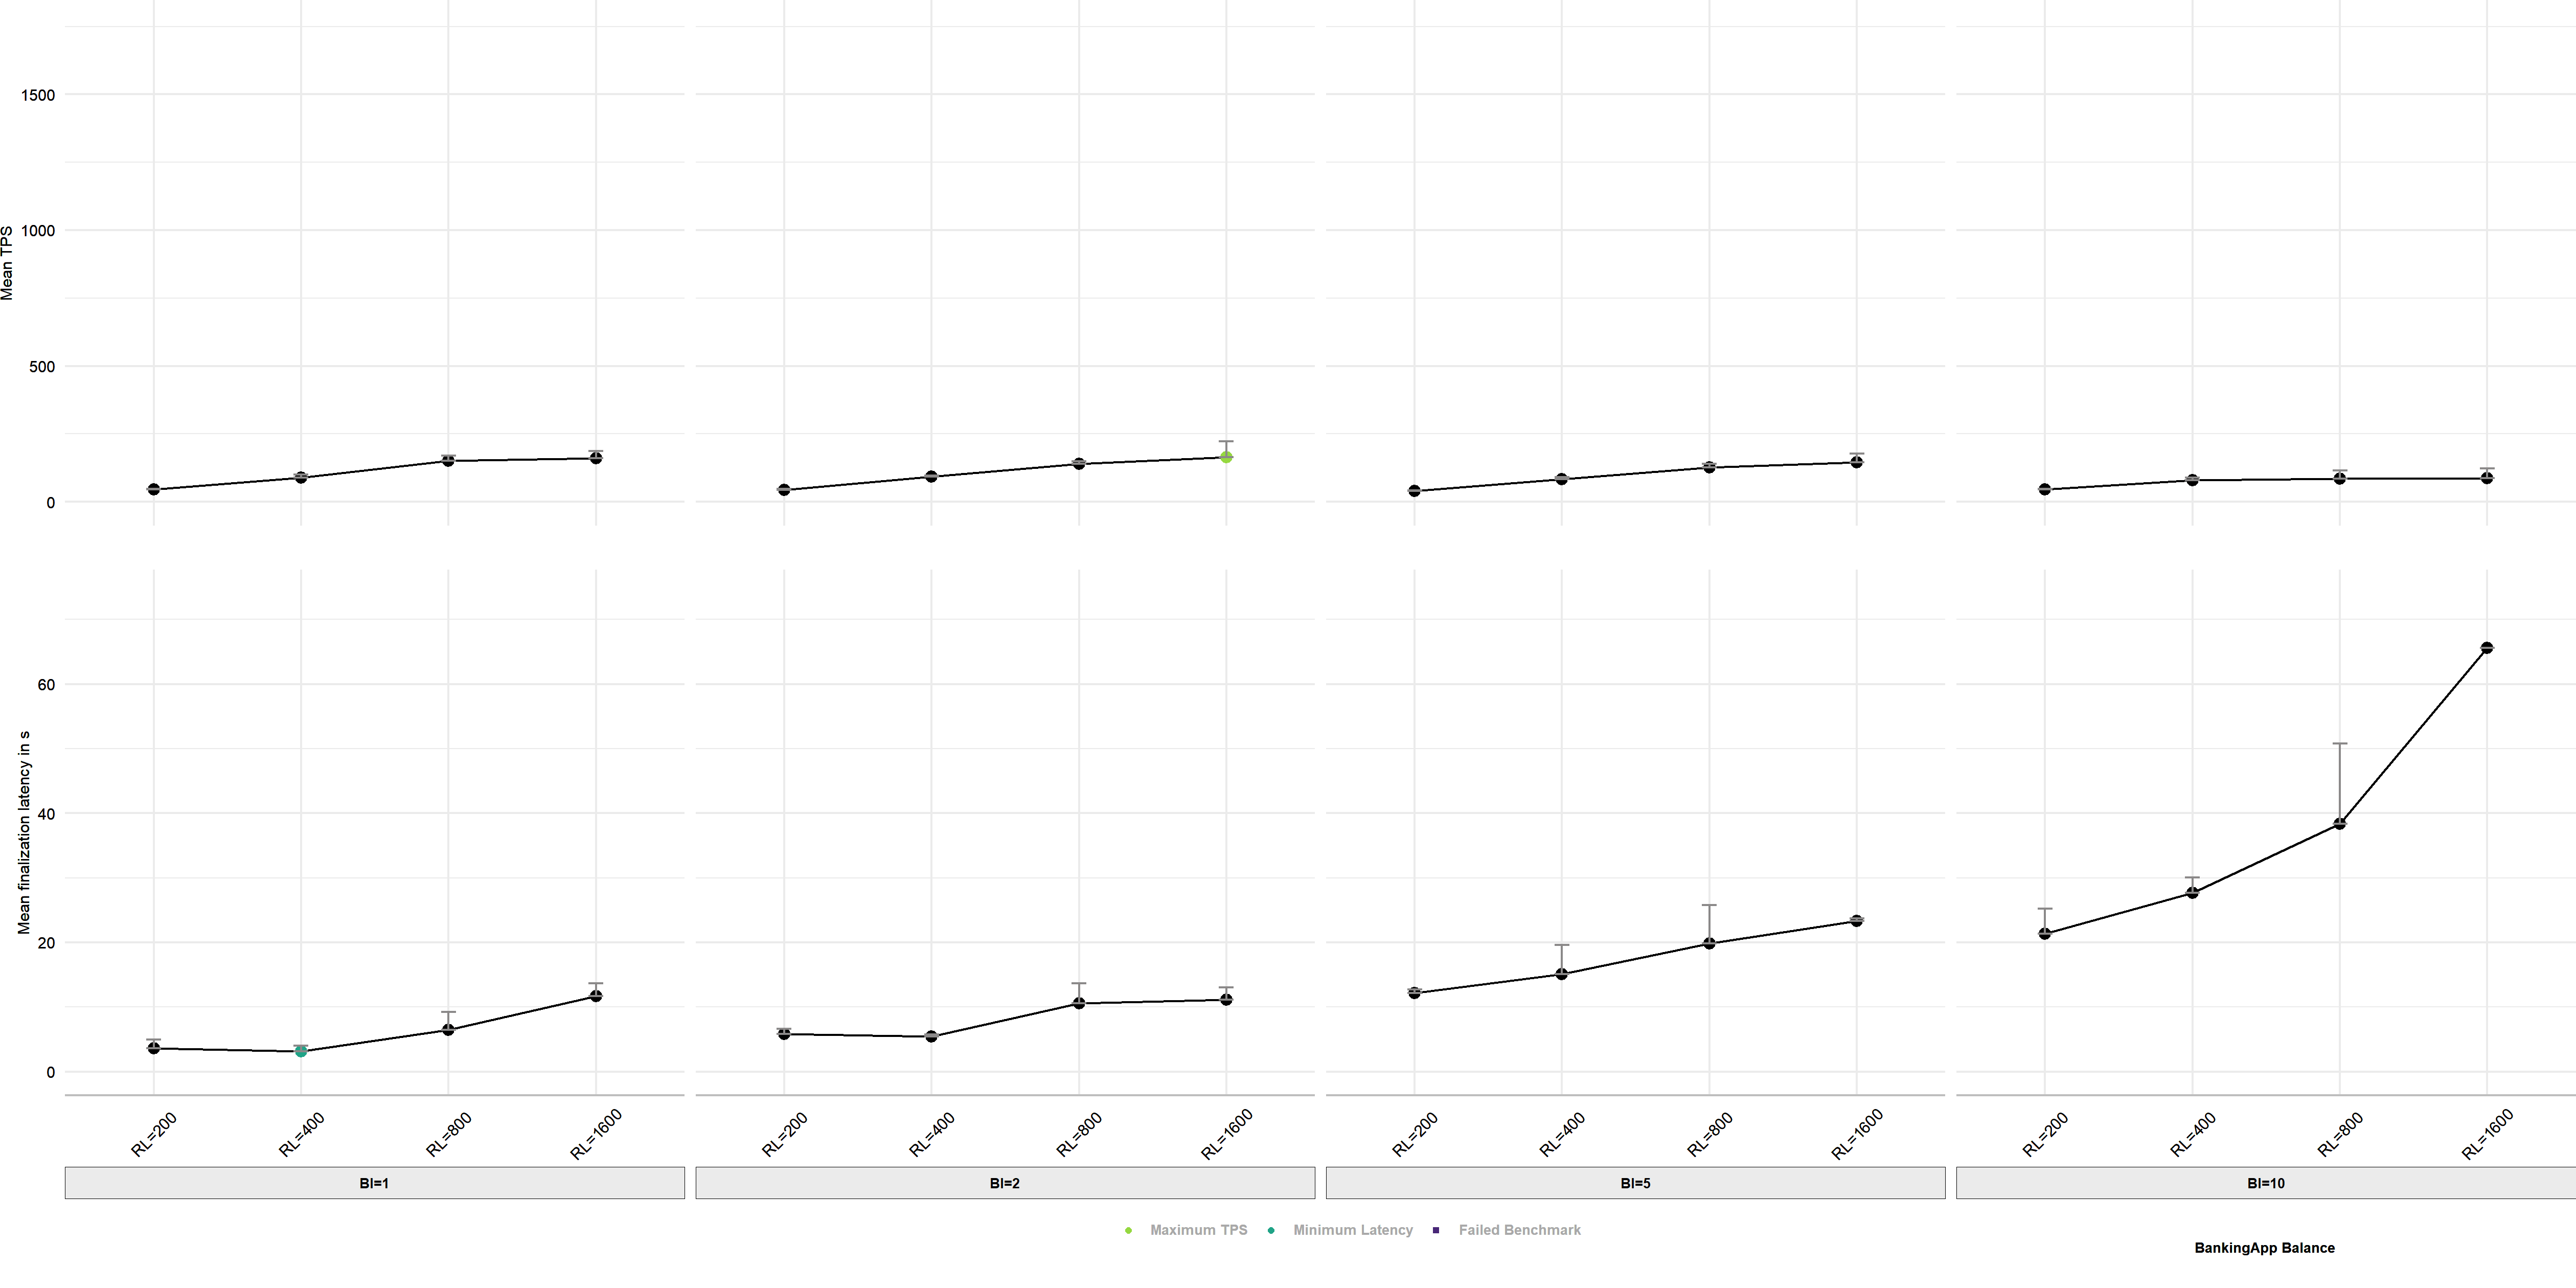 1500
1000
500
0
Mean TPS
60
40
20
0
Mean finalization latency in s
RL=200 RL=400 RL=800 RL=1600 RL=200 RL=400 RL=800 RL=1600 RL=200 RL=400 RL=800 RL=1600 RL=200 RL=400 RL=800 RL=1600
BI=1 BI=2 BI=5 BI=10
Maximum TPS Minimum Latency Failed Benchmark
BankingApp Balance